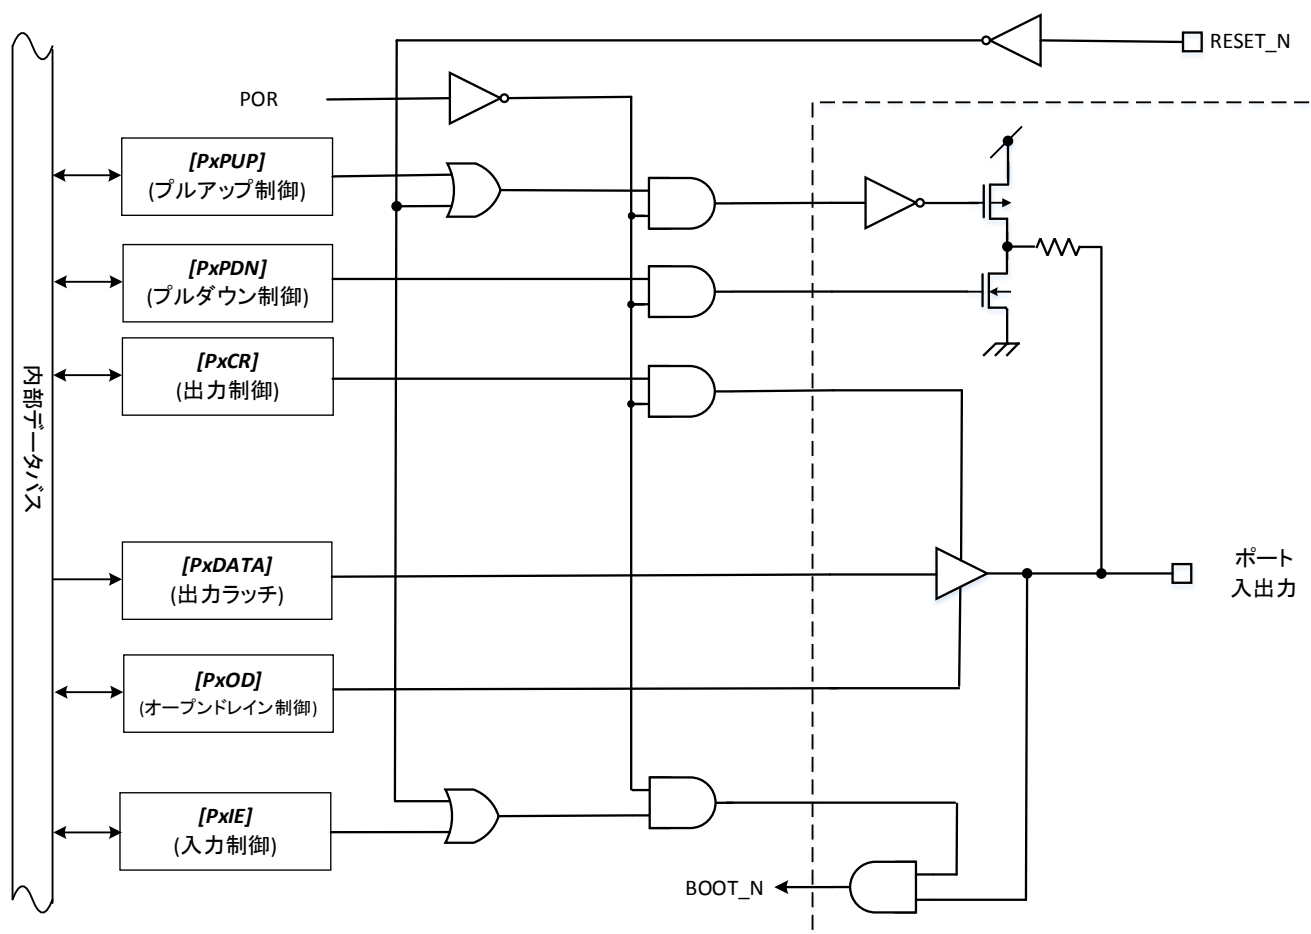 RESET_N
POR
[PxPUP]
(プルアップ制御)
[PxPDN]
(プルダウン制御)
[PxCR]
(出力制御)
内部データバス
[PxDATA]
(出力ラッチ)
ポート
入出力
[PxOD]
(オープンドレイン制御)
[PxIE]
(入力制御)
BOOT_N